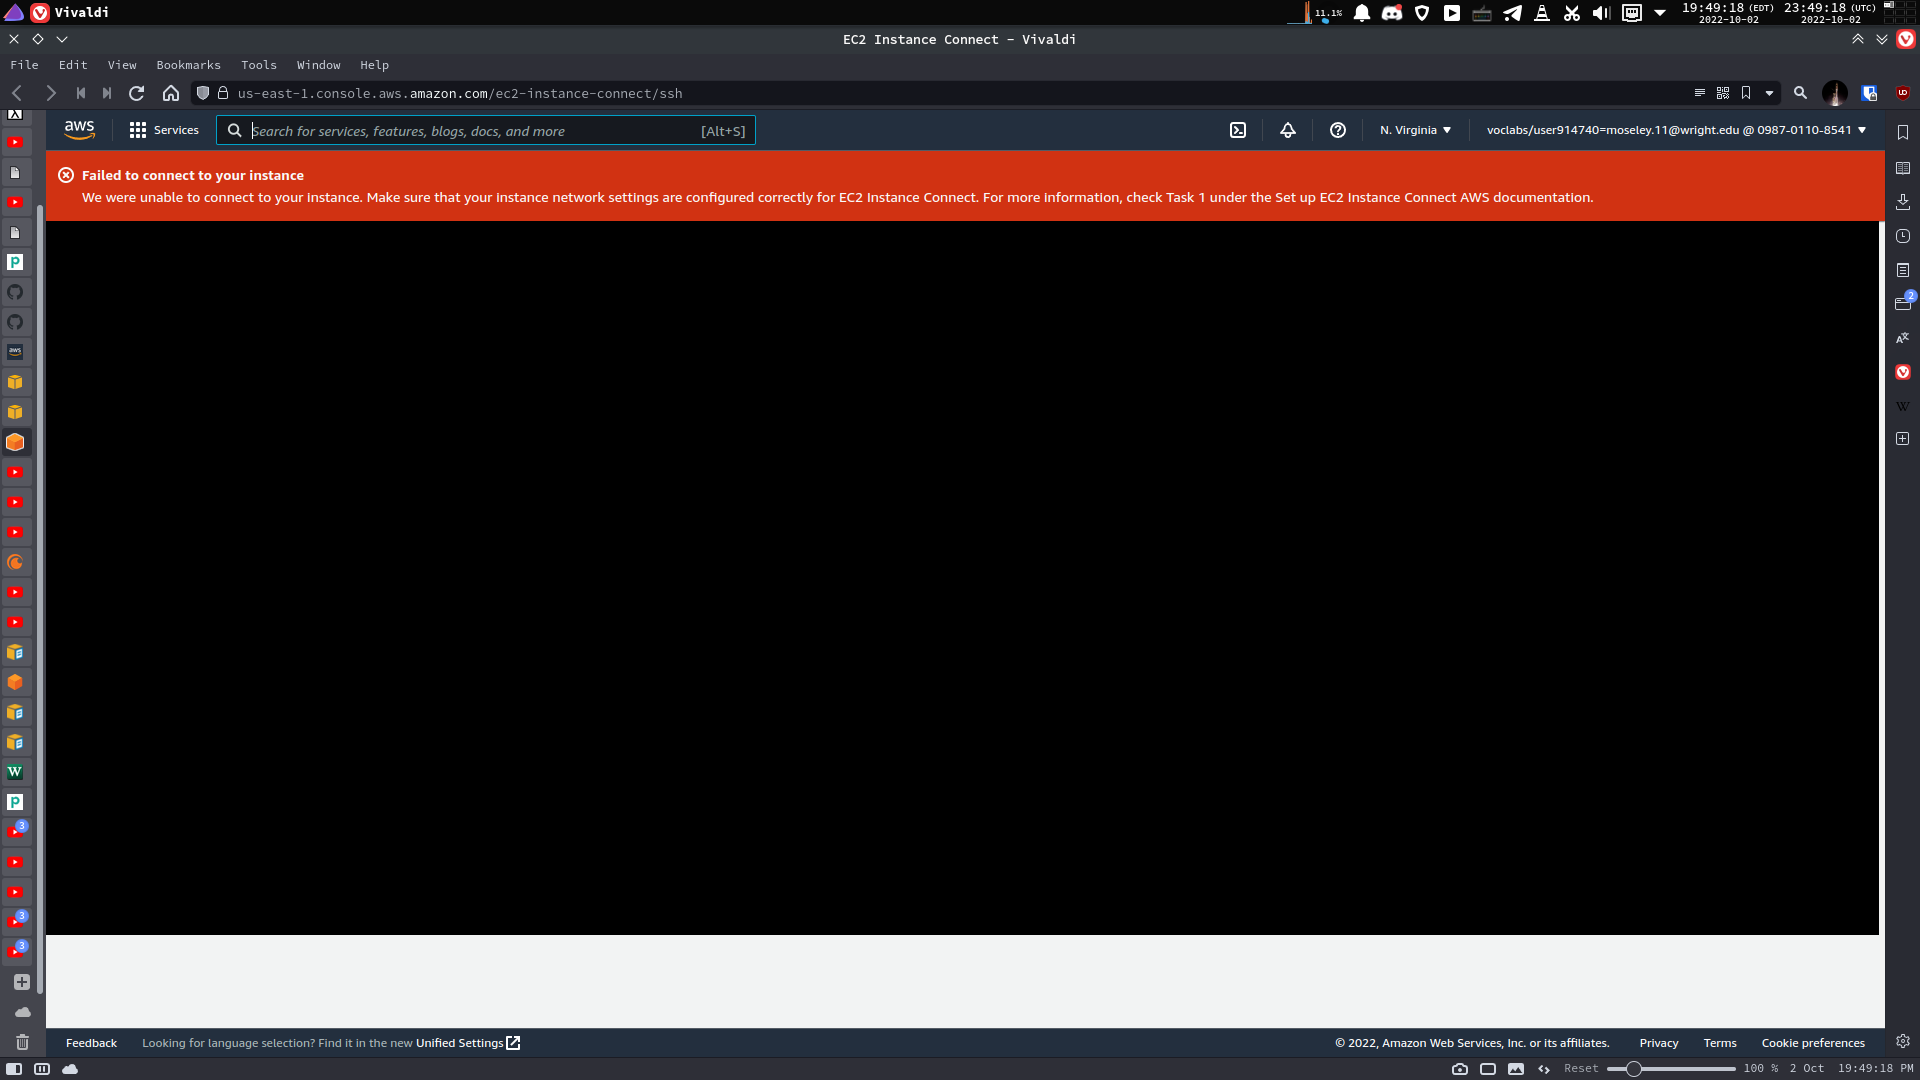 Vivaldi
11.1%
19:49:18 (EDT)
2022-10-02
23:49:18 (UTC)
2022-10-02
EC2 Instance Connect - Vivaldi
File Edit View Bookmarks Tools Window Help
us-east-1.console.aws.amazon.com/ec2-instance-connect/ssh
aws
Services
Search for services, features, blogs, docs, and more [Alt+S]
N. Virginia
voclabs/user914740=moseley.11@wright.edu @ 0987-0110-8541
Failed to connect to your instance
We were unable to connect to your instance. Make sure that your instance network settings are configured correctly for EC2 Instance Connect. For more information, check Task 1 under the Set up EC2 Instance Connect AWS documentation.
2
3
3
3
Feedback
Looking for language selection? Find it in the new Unified Settings
© 2022, Amazon Web Services, Inc. or its affiliates.
Privacy
Terms
Cookie preferences
Reset
100 %
2 Oct
19:49:18 PM